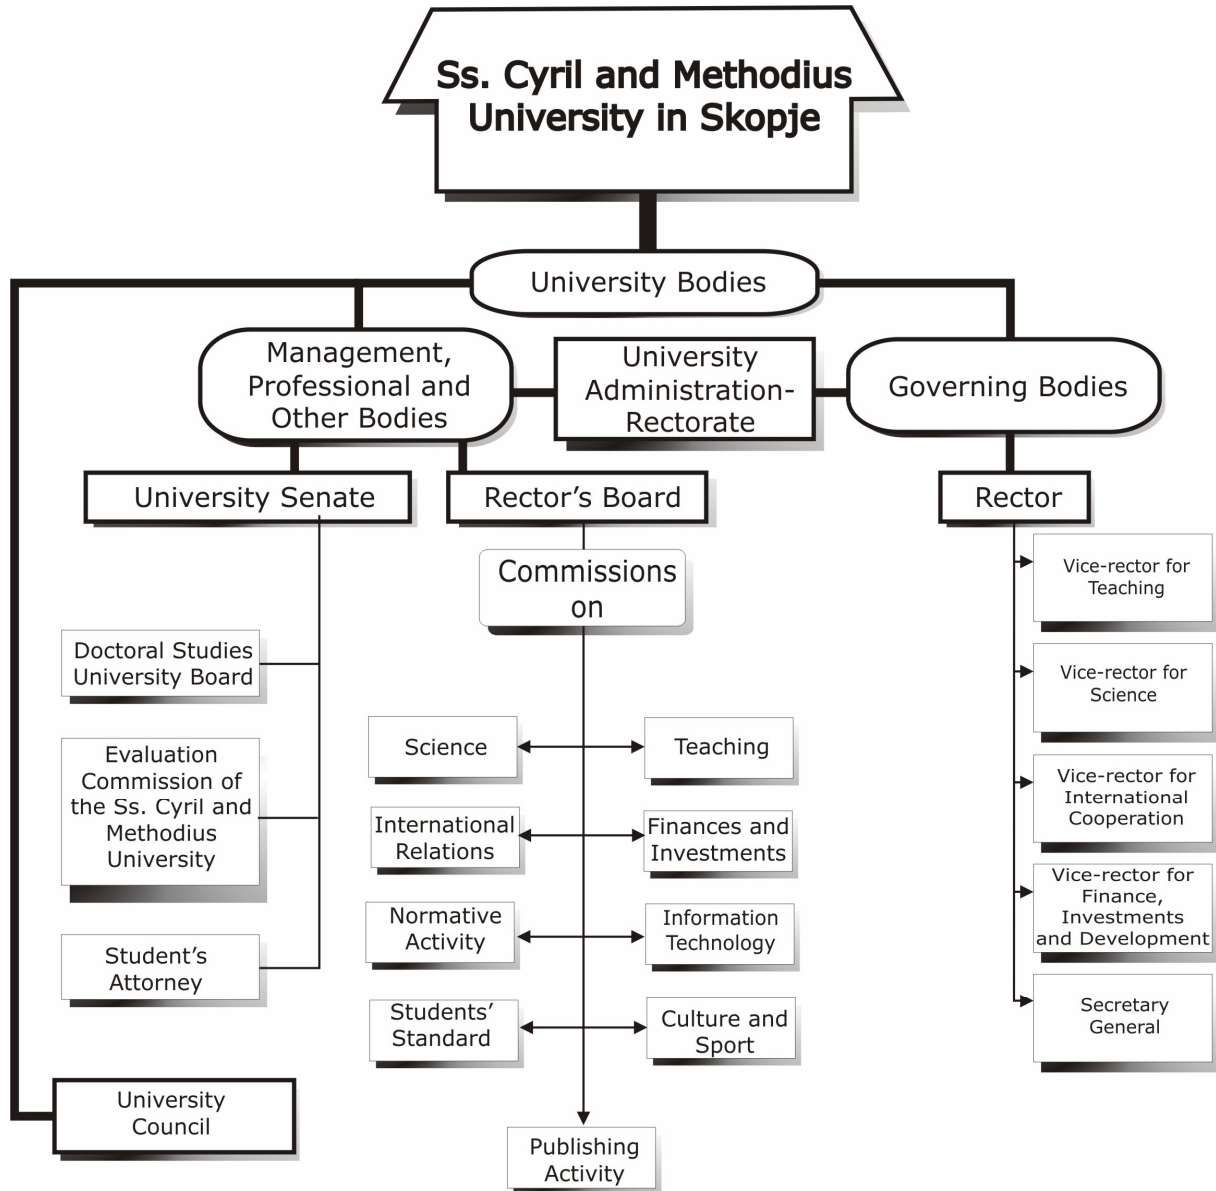 Ss. Cyril and Methodius
University in Skopje
University Bodies
Management,
Professional and
Other Bodies
University
Administration-
Rectorate
Governing Bodies
University Senate
Rector’s Board
Rector
Commissions
on
Doctoral Studies
University Board
Evaluation
Commission of
the Ss. Cyril and
Methodius
University
Student’s
Attorney
University
Council
Science
Teaching
International
Relations
Finances and
Investments
Normative
Activity
Information
Technology
Students’
Standard
Culture and
Sport
Publishing
Activity
Vice-rector for
Teaching
Vice-rector for
Science
Vice-rector for
International
Cooperation
Vice-rector for
Finance,
Investments
and Development
Secretary
General